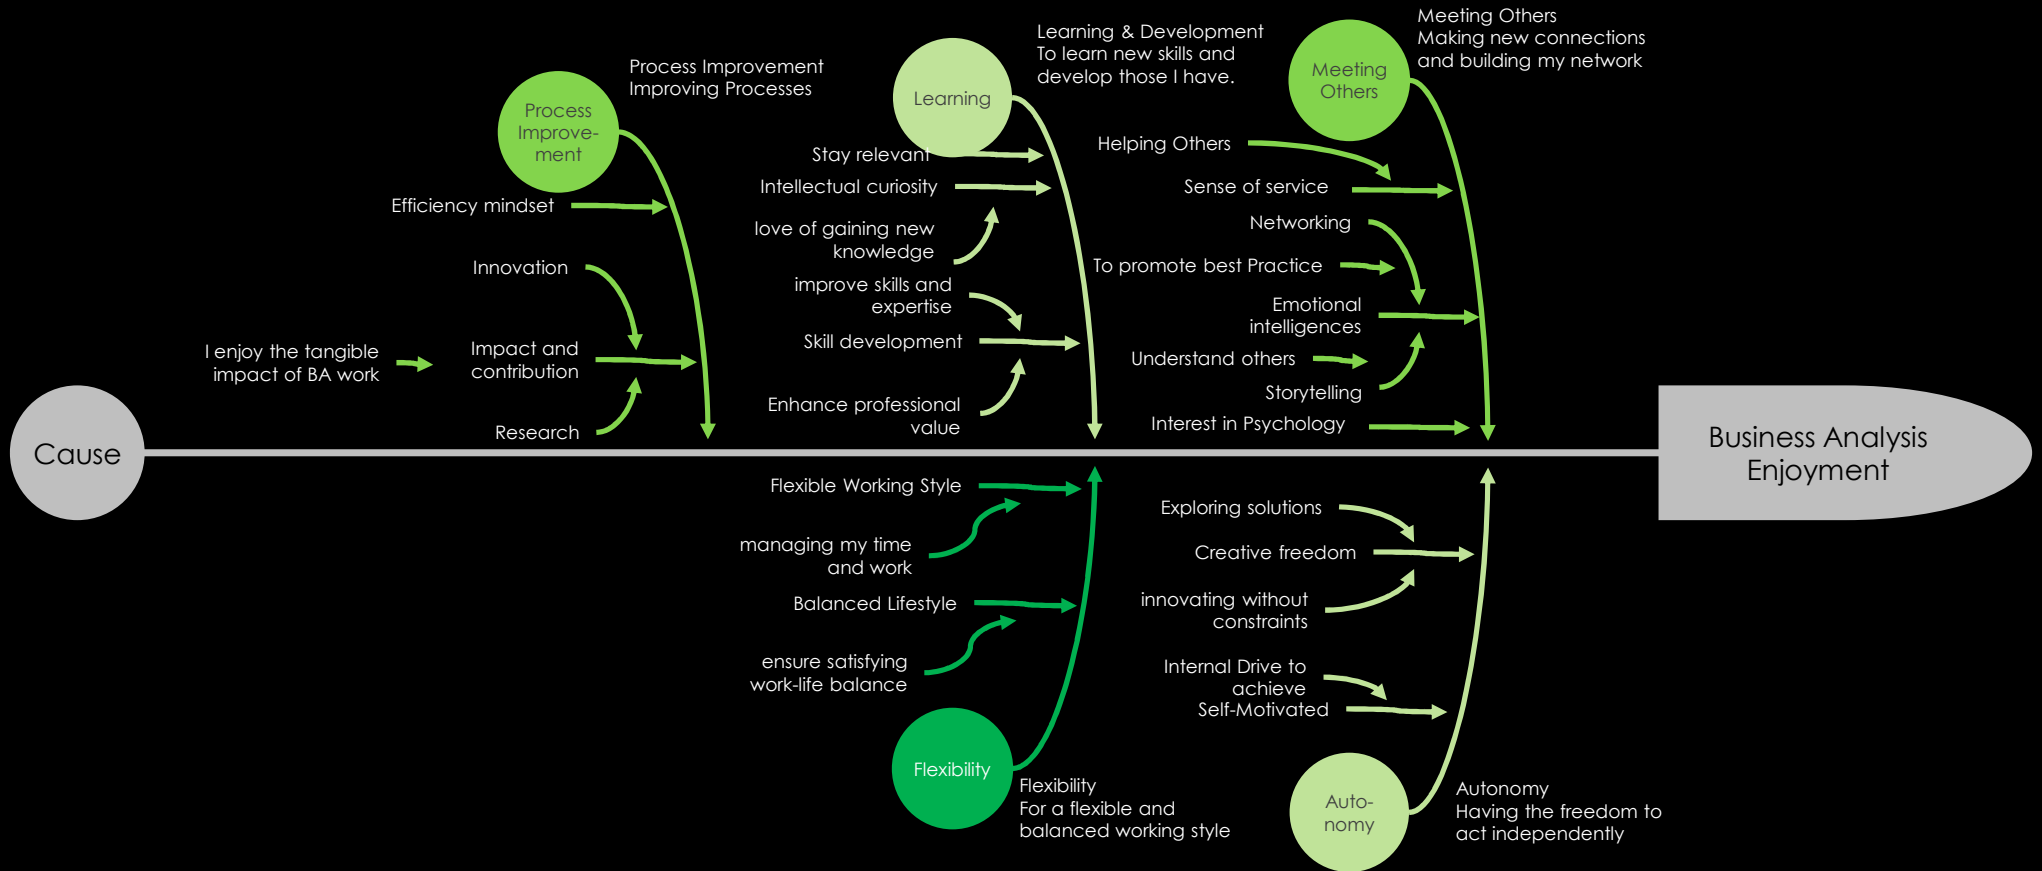 Process Improvement
Improving Processes
Process
Improve-
ment
Efficiency mindset
Innovation
I enjoy the tangible
impact of BA work
Impact and
contribution
Research
Learning & Development
To learn new skills and
develop those I have.
Learning
Stay relevant
Intellectual curiosity
love of gaining new
knowledge
improve skills and
expertise
Skill development
Enhance professional
value
Meeting Others
Making new connections
and building my network
Meeting
Others
Helping Others
Sense of service
Networking
To promote best Practice
Emotional
intelligences
Understand others
Storytelling
Interest in Psychology
Cause
Business Analysis
Enjoyment
Flexible Working Style
managing my time
and work
Balanced Lifestyle
ensure satisfying
work-life balance
Flexibility
Flexibility
For a flexible and
balanced working style
Exploring solutions
Creative freedom
innovating without
constraints
Internal Drive to
achieve
Self-Motivated
Auto-
nomy
Autonomy
Having the freedom to
act independently